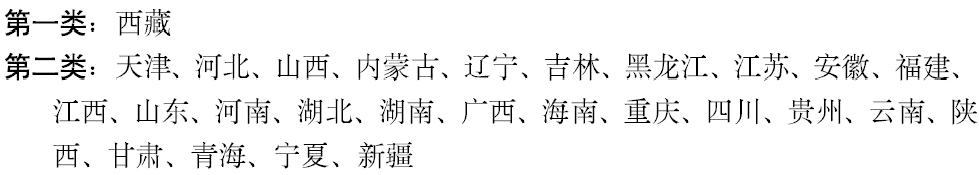 第一类：西藏
第二类：天津、河北、山西、内蒙古、辽宁、吉林、黑龙江、江苏、安徽、福建、
江西、山东、河南、湖北、湖南、广西、海南、重庆、四川、贵州、云南、陕
西、甘肃、青海、宁夏、新疆